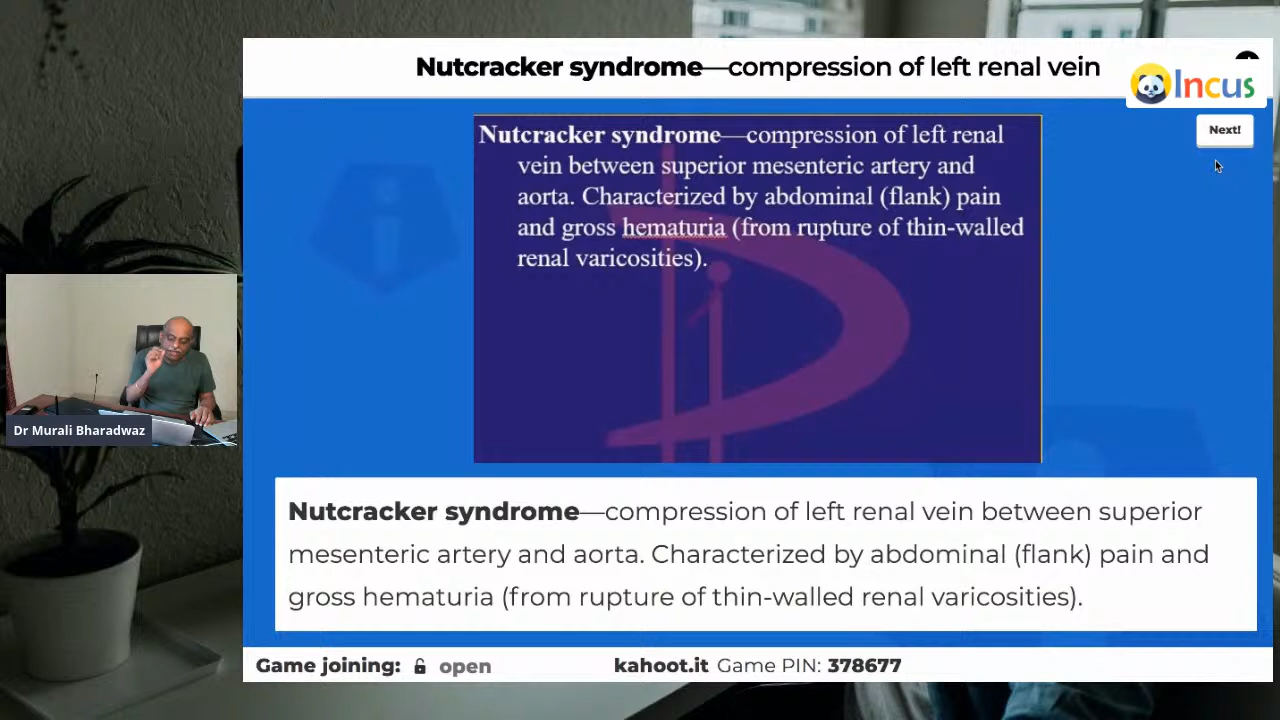 Nutcracker syndrome—compression of left renal vein
Incus
Next!
Nutcracker syndrome—compression of left renal
vein between superior mesenteric artery and
aorta. Characterized by abdominal (flank) pain
and gross hematuria (from rupture of thin-walled
renal varicosities).
Dr Murali Bharadwaz
Nutcracker syndrome—compression of left renal vein between superior
mesenteric artery and aorta. Characterized by abdominal (flank) pain and
gross hematuria (from rupture of thin-walled renal varicosities).
Game joining: open kahoot.it Game PIN: 378677